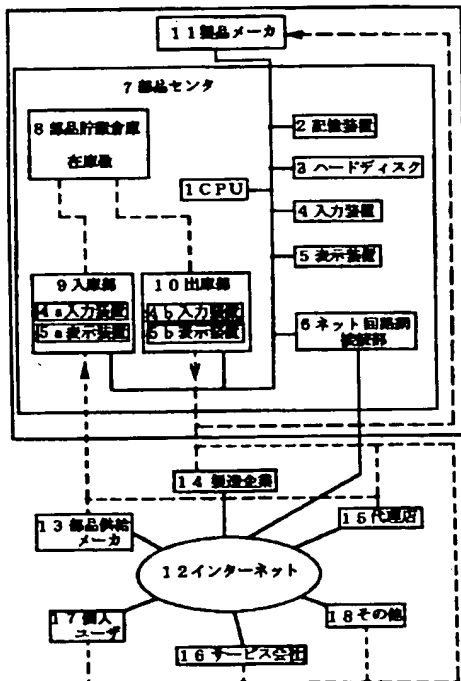 11製品メーカ
7部品センタ
8部品貯蔵倉庫
在庫数
2記憶装置
3ハードディスク
1CPU
4入力装置
5表示装置
9入庫部
4a入力装置
5a表示装置
10出庫部
4b入力装置
5b表示装置
6ネット回路網
接続部
14製造企業
13部品供給
メーカ
15代理店
12インターネット
17個人
ユーザ
18その他
16サービス会社